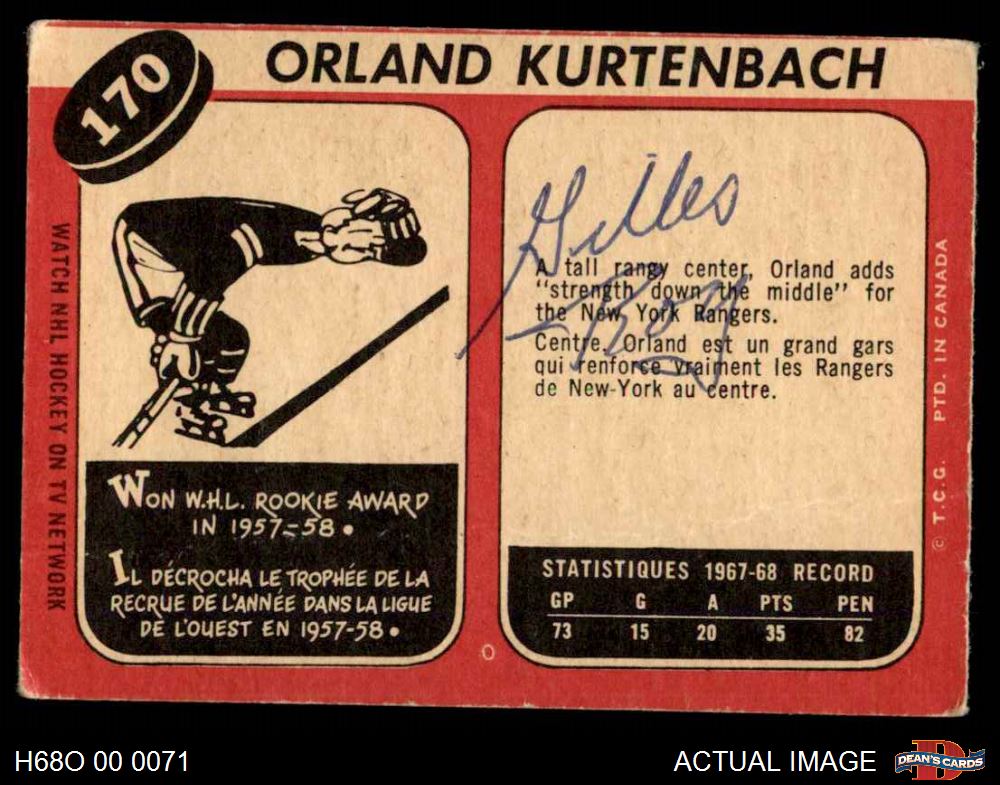 170
ORLAND KURTENBACH
WATCH NHL HOCKEY ON TV NETWORK
WON W.H.L. ROOKIE AWARD
IN 1957-58.
IL DÉCROCHA LE TROPHÉE DE LA
RECRUE DE L'ANNÉE DANS LA LIGUE
DE L'OUEST EN 1957-58.
Gilles
Roy
A tall rangy center, Orland adds
"strength down the middle" for
the New York Rangers.
Centre. Orland est un grand gars
qui renforce vraiment les Rangers
de New-York au centre.
STATISTIQUES 1967-68 RECORD
GP G A PTS PEN
73 15 20 35 82
© T.C.G. PTD. IN CANADA
O
H68O 00 0071
ACTUAL IMAGE
DEAN'S CARDS